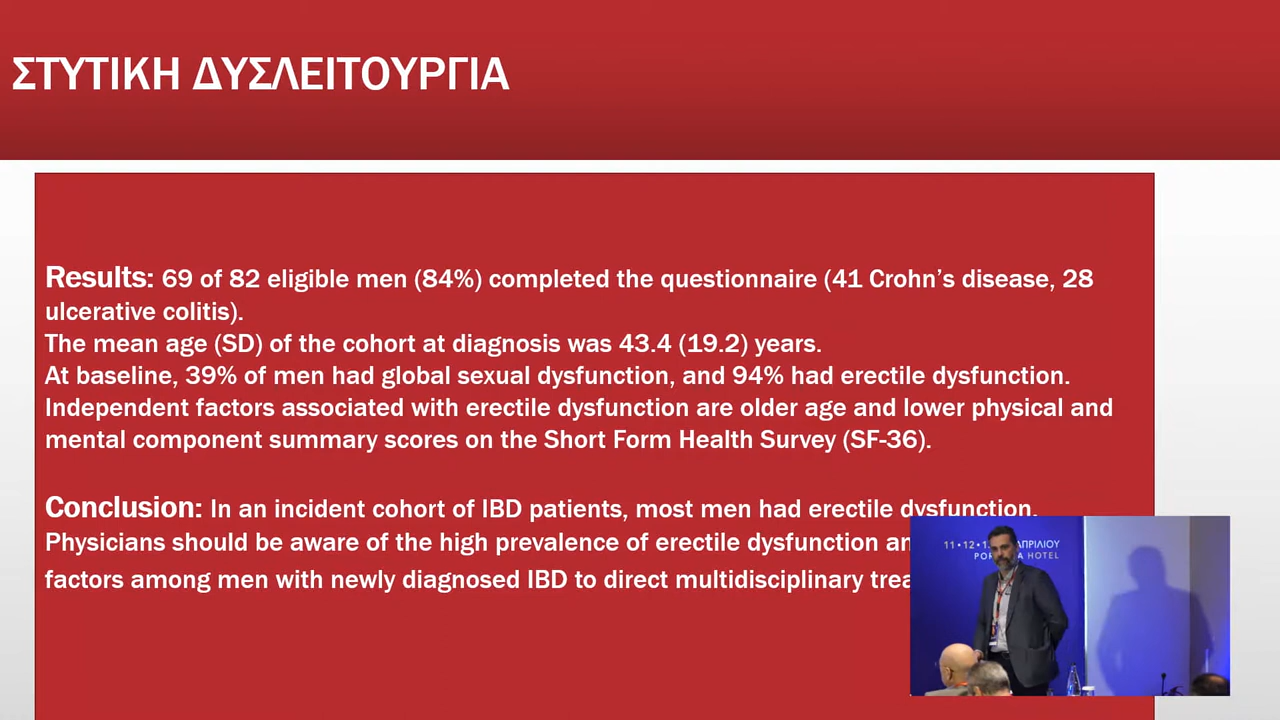 ΣΤΥΤΙΚΗ ΔΥΣΛΕΙΤΟΥΡΓΙΑ
Results: 69 of 82 eligible men (84%) completed the questionnaire (41 Crohn’s disease, 28
ulcerative colitis).
The mean age (SD) of the cohort at diagnosis was 43.4 (19.2) years.
At baseline, 39% of men had global sexual dysfunction, and 94% had erectile dysfunction.
Independent factors associated with erectile dysfunction are older age and lower physical and
mental component summary scores on the Short Form Health Survey (SF-36).
Conclusion: In an incident cohort of IBD patients, most men had erectile dysfunction.
Physicians should be aware of the high prevalence of erectile dysfunction
factors among men with newly diagnosed IBD to direct multidisciplinary
11•12•
HOTEL